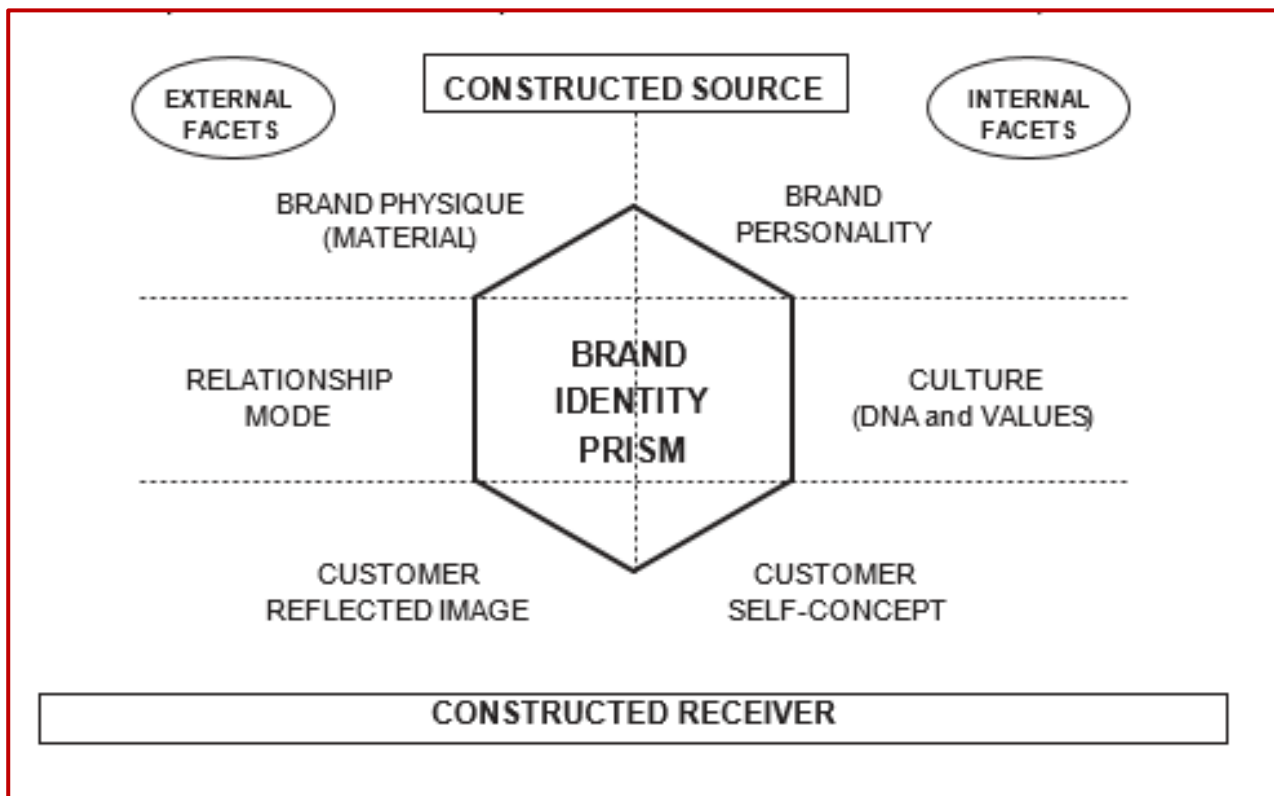 CONSTRUCTED SOURCE
EXTERNAL
FACETS
INTERNAL
FACETS
BRAND PHYSIQUE
(MATERIAL)
BRAND
PERSONALITY
RELATIONSHIP
MODE
BRAND
IDENTITY
PRISM
CULTURE
(DNA and VALUES)
CUSTOMER
REFLECTED IMAGE
CUSTOMER
SELF-CONCEPT
CONSTRUCTED RECEIVER